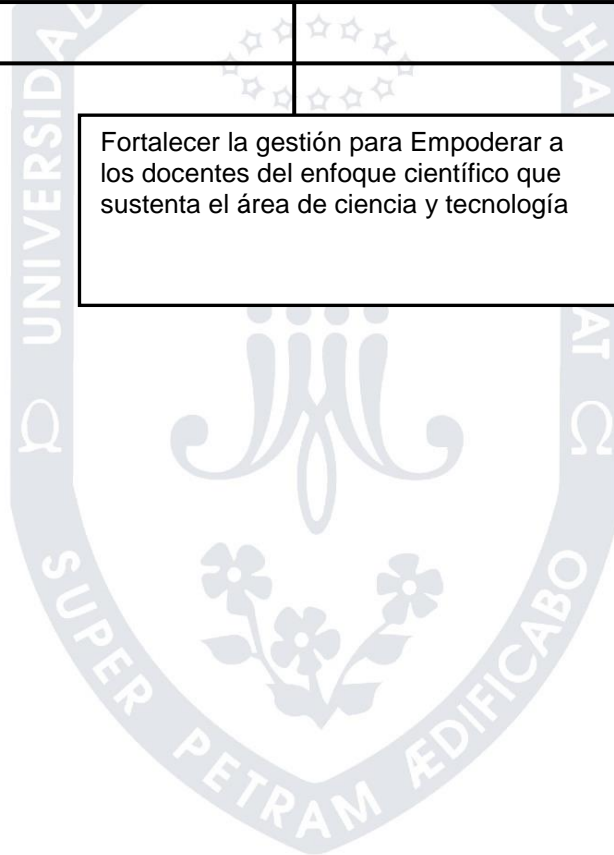 Fortalecer la gestión para Empoderar a
los docentes del enfoque científico que
sustenta el área de ciencia y tecnología
UNIVERSIDAD
SUPER PETRAM ÆDIFICABO